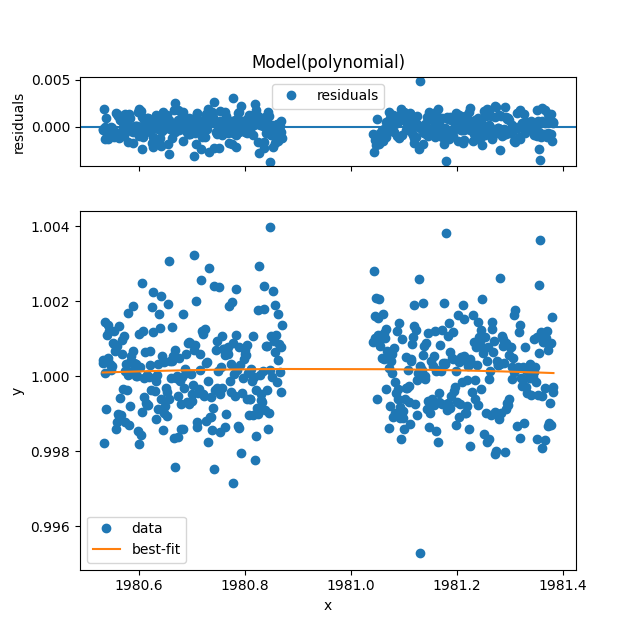 Model(polynomial)
0.005
0.000
residuals
residuals
1.004
1.002
1.000
0.998
0.996
y
data
best-fit
1980.6 1980.8 1981.0 1981.2 1981.4
x